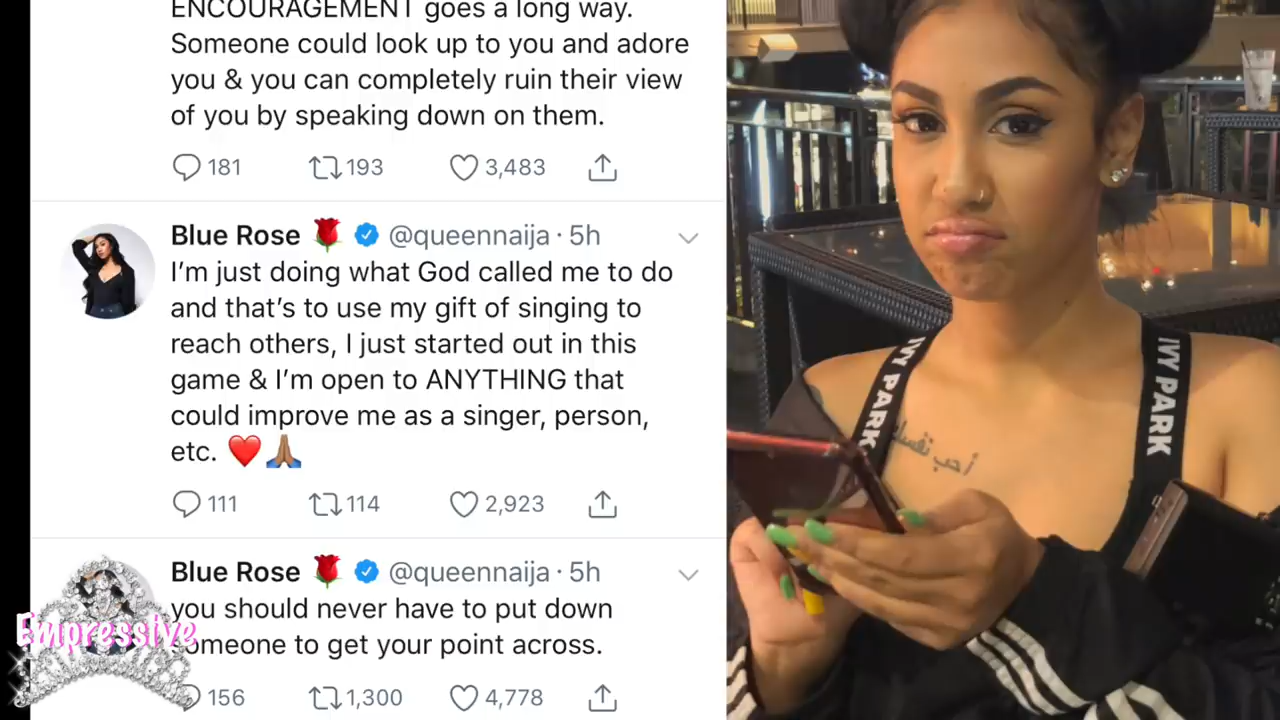 ENCOURAGEMENT goes a long way.
Someone could look up to you and adore
you & you can completely ruin their view
of you by speaking down on them.
181 193 3,483
Blue Rose 🌹 @queennaija · 5h
I’m just doing what God called me to do
and that’s to use my gift of singing to
reach others, I just started out in this
game & I’m open to ANYTHING that
could improve me as a singer, person,
etc. ❤️🙏🏽
111 114 2,923
Blue Rose 🌹 @queennaija · 5h
you should never have to put down
someone to get your point across.
156 1,300 4,778
Empressive
IVY PARK
IVY PARK
أحب نفسك